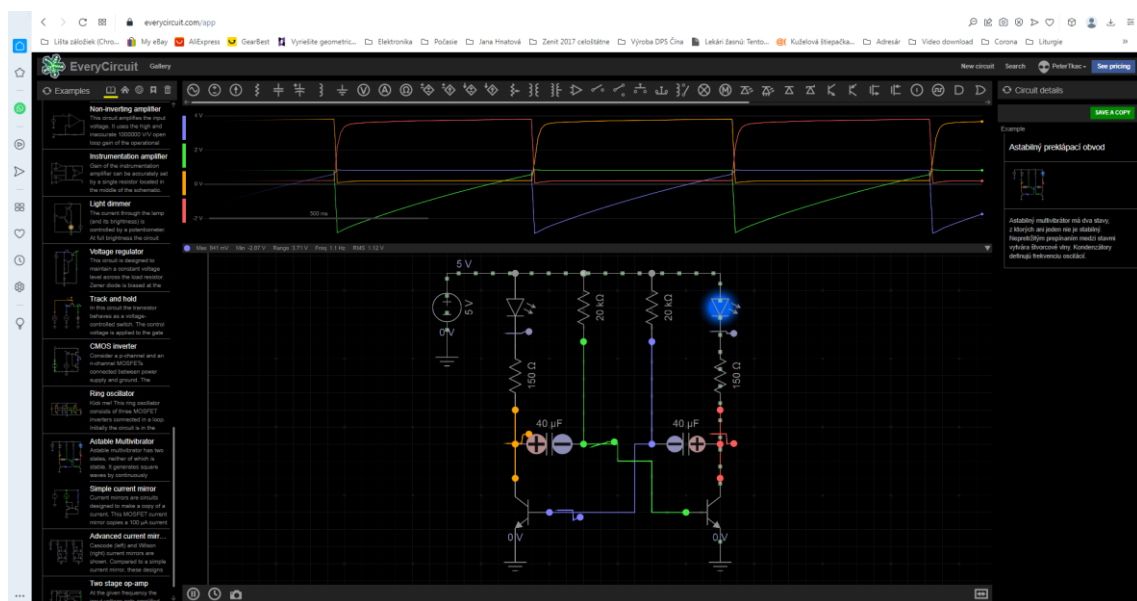 everycircuit.com/app
Lišta záložiek (Chro... My eBay AliExpress GearBest Vyriešite geometric... Elektronika Počasie Jana Hnatová Zenit 2017 celoštátne Výroba DPS Čína Lekári žasnú: Tento... Kužeľová štiepačka... Adresár Video download Corona Liturgie »
EveryCircuit Gallery New circuit Search PeterTkac See pricing
Examples
Circuit details
SAVE A COPY
Example
Astabilný preklápací obvod
Astabilný multivibrátor má dva stavy,
z ktorých ani jeden nie je stabilný.
Nepretržitým prepínaním medzi stavmi
vytvára štvorcové vlny. Kondenzátory
definujú frekvenciu oscilácií.
Non-inverting amplifier
This circuit amplifies the input
voltage. It uses the high and
inaccurate 1000000 V/V open
loop gain of the operational
Instrumentation amplifier
Gain of the instrumentation
amplifier can be accurately set
by a single resistor located in
the middle of the schematic.
Light dimmer
The current through the lamp
(and its brightness) is
controlled by a potentiometer.
At full brightness the circuit
Voltage regulator
This circuit is designed to
maintain a constant voltage
level across the load resistor.
Zener diode is biased at the
Track and hold
In this circuit the transistor
behaves as a voltage-
controlled switch. The control
voltage is applied to the gate
CMOS inverter
Consider a p-channel and an
n-channel MOSFETs
connected between power
supply and ground. The
Ring oscillator
Kick me! This ring oscillator
consists of three MOSFET
inverters connected in a loop.
Initially the circuit is in the
Astable Multivibrator
Astable multivibrator has two
states, neither of which is
stable. It generates square
waves by continuously
Simple current mirror
Current mirrors are circuits
designed to make a copy of a
current. This MOSFET current
mirror copies a 100 µA current
Advanced current mirr...
Cascode (left) and Wilson
(right) current mirrors are
shown. Compared to a simple
current mirror, these designs
Two stage op-amp
At the given frequency the
4 V
2 V
0 V
-2 V
500 ms
Max 841 mV Min -2.87 V Range 3.71 V Freq 1.1 Hz RMS 1.12 V
5 V
5 V
0 V
20 kΩ
20 kΩ
150 Ω
150 Ω
40 µF
40 µF
0 V
0 V